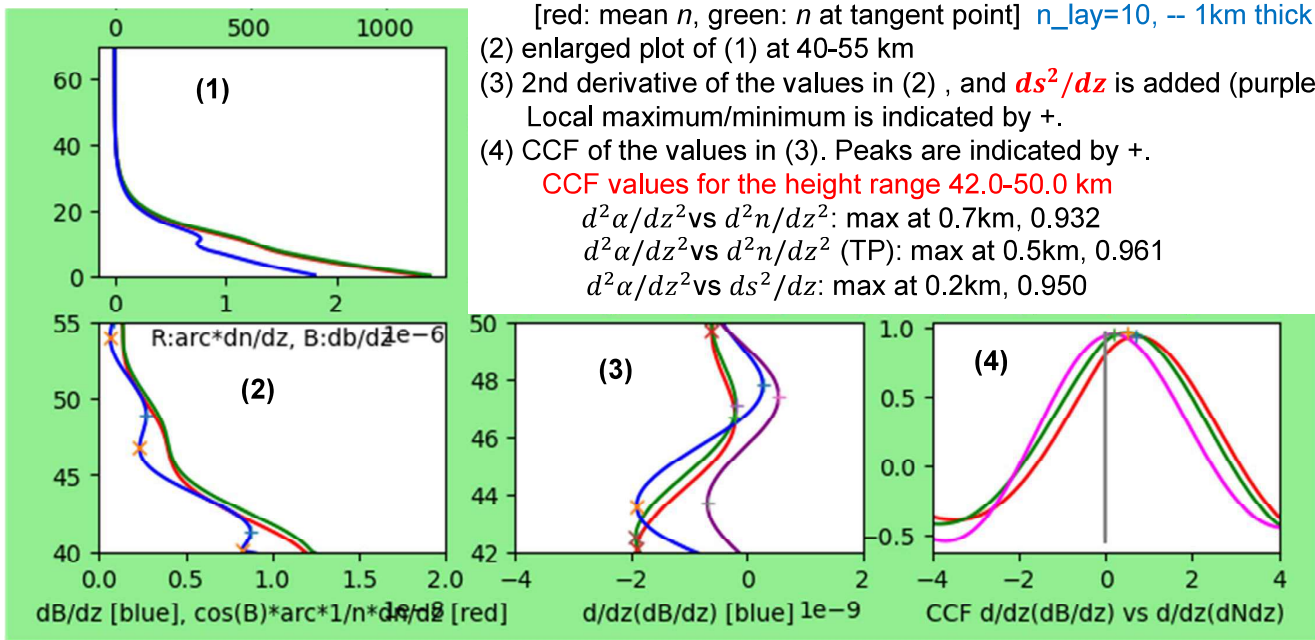 0 500 1000
[red: mean n, green: n at tangent point] n_lay=10, -- 1km thick
(2) enlarged plot of (1) at 40-55 km
(3) 2nd derivative of the values in (2) , and ds²/dz is added (purple
Local maximum/minimum is indicated by +.
(4) CCF of the values in (3). Peaks are indicated by +.
CCF values for the height range 42.0-50.0 km
d²α/dz²vs d²n/dz²: max at 0.7km, 0.932
d²α/dz²vs d²n/dz² (TP): max at 0.5km, 0.961
d²α/dz²vs ds²/dz: max at 0.2km, 0.950
(1)
60
40
20
0
0 1 2
1e−6
R:arc*dn/dz, B:db/dz
(2)
55
50
45
40
0.0 0.5 1.0 1.5 2.0
1e−8
dB/dz [blue], cos(B)*arc*1/n*dn/dz [red]
(3)
50
48
46
44
42
−4 −2 0
d/dz(dB/dz) [blue] 1e−9
(4)
1.0
0.5
0.0
−0.5
−4 −2 0 2 4
CCF d/dz(dB/dz) vs d/dz(dNdz)